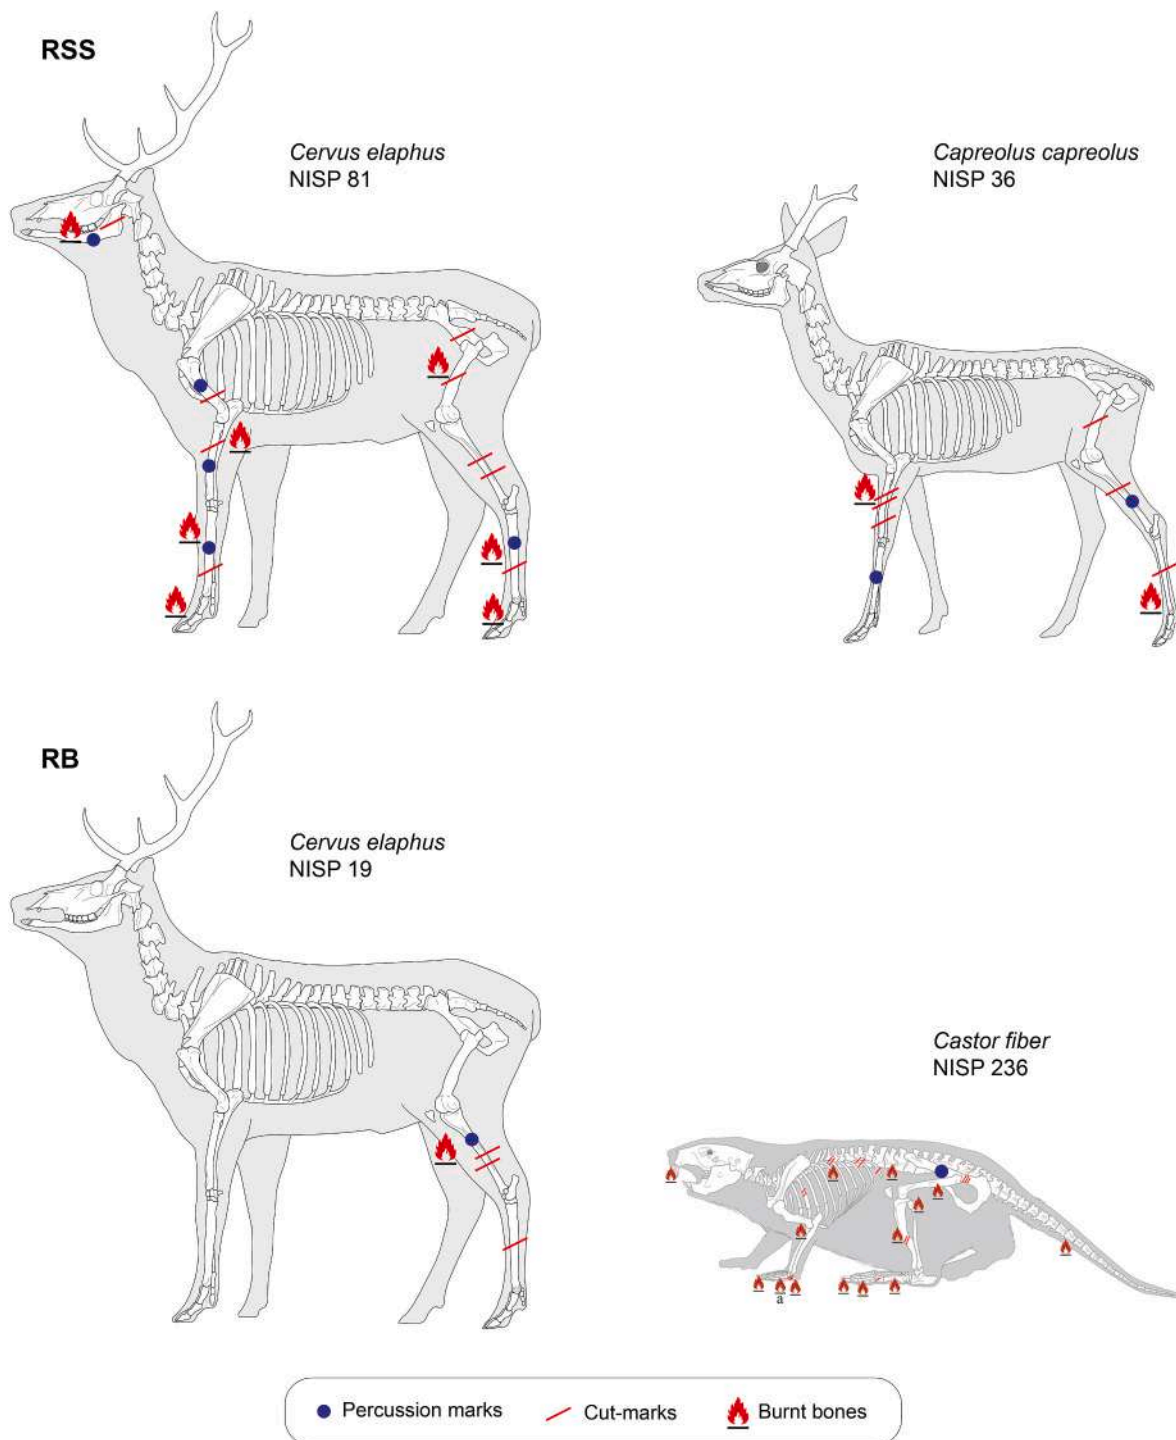 RSS
Cervus elaphus
NISP 81
Capreolus capreolus
NISP 36
RB
Cervus elaphus
NISP 19
Castor fiber
NISP 236
a
Percussion marks
Cut-marks
Burnt bones